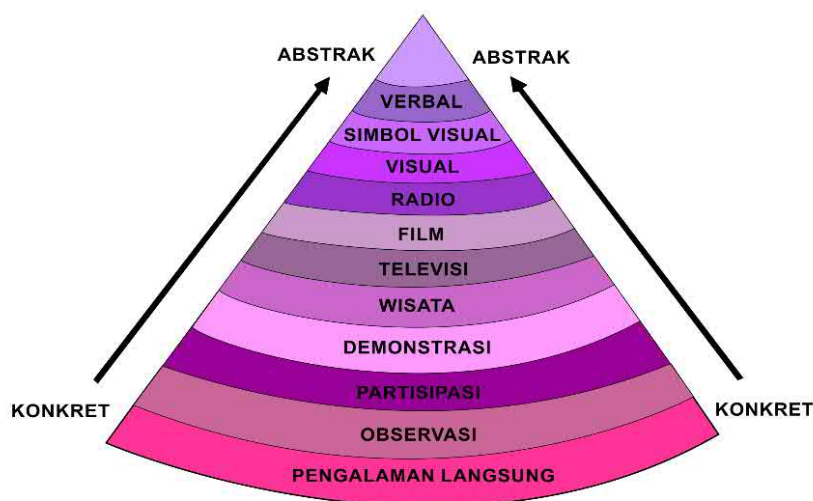 ABSTRAK
ABSTRAK
VERBAL
SIMBOL VISUAL
VISUAL
RADIO
FILM
TELEVISI
WISATA
DEMONSTRASI
PARTISIPASI
KONKRET
KONKRET
OBSERVASI
PENGALAMAN LANGSUNG